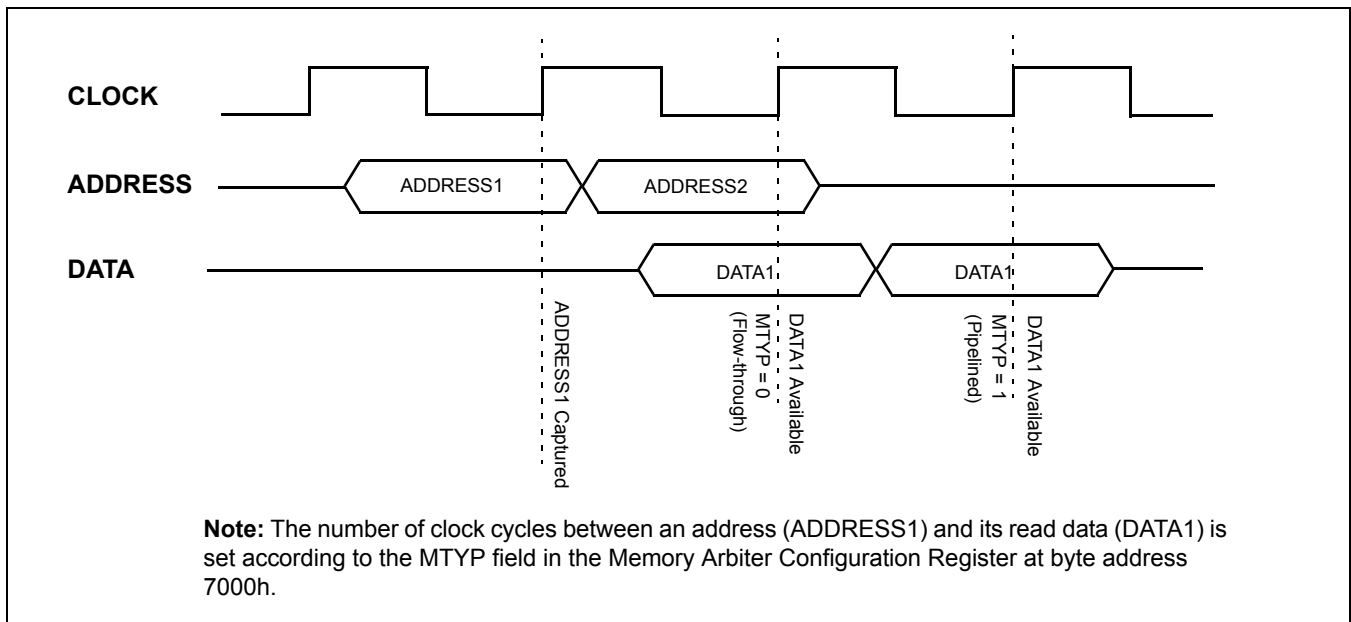 CLOCK
ADDRESS
ADDRESS1
ADDRESS2
DATA
DATA1
DATA1
ADDRESS1 Captured
DATA1 Available
MTYP = 0
(Flow-through)
DATA1 Available
MTYP = 1
(Pipelined)
Note: The number of clock cycles between an address (ADDRESS1) and its read data (DATA1) is
set according to the MTYP field in the Memory Arbiter Configuration Register at byte address
7000h.